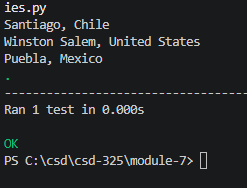 ies.py
Santiago, Chile
Winston Salem, United States
Puebla, Mexico
.
----------------------------------
Ran 1 test in 0.000s
OK
PS C:\csd\csd-325\module-7>